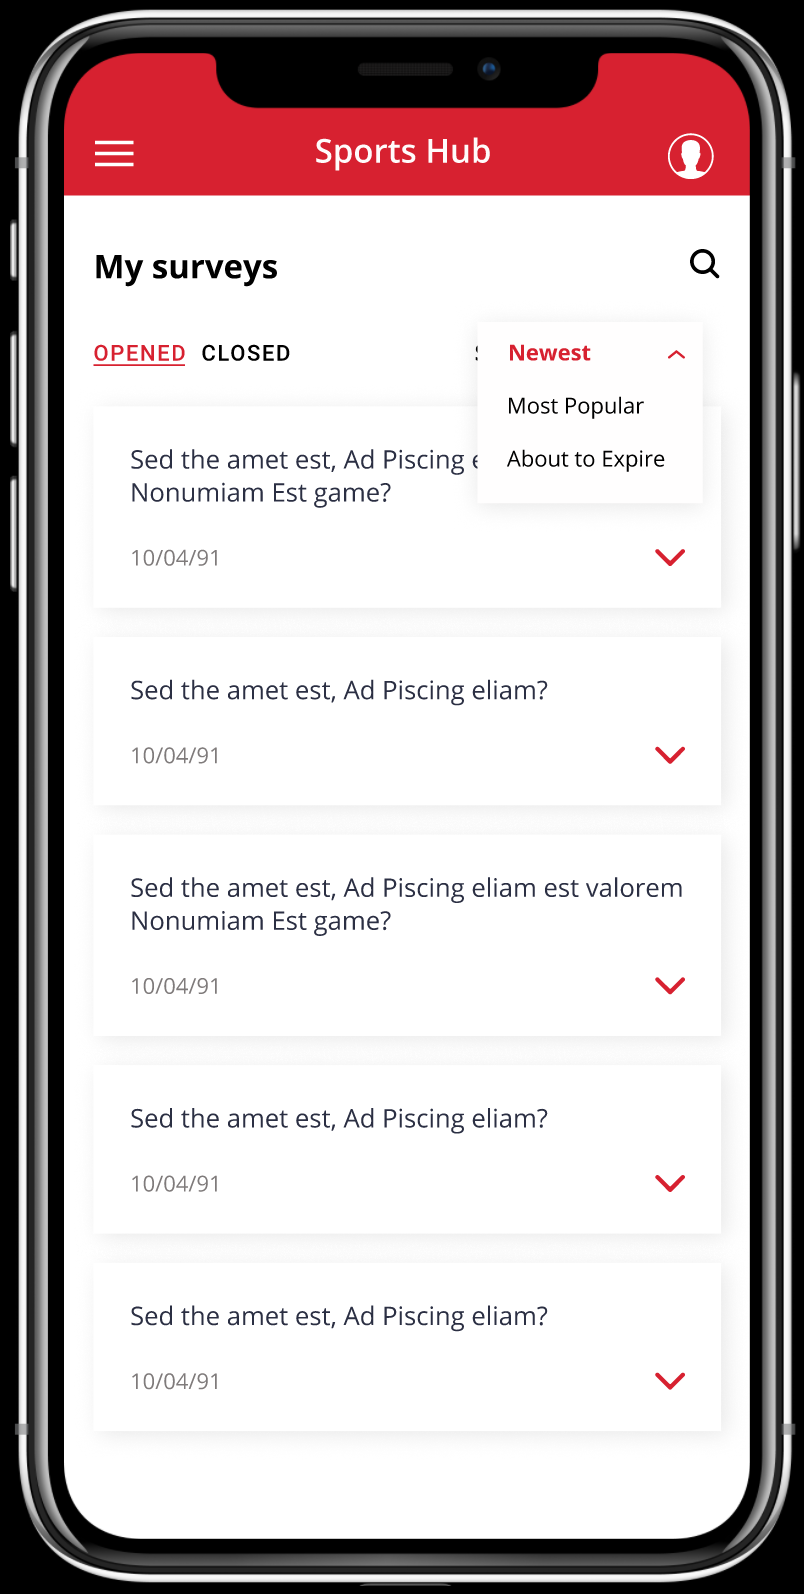 Sports Hub
My surveys
OPENED CLOSED
Newest
Most Popular
About to Expire
Sed the amet est, Ad Piscing
Nonumiam Est game?
10/04/91
Sed the amet est, Ad Piscing eliam?
10/04/91
Sed the amet est, Ad Piscing eliam est valorem
Nonumiam Est game?
10/04/91
Sed the amet est, Ad Piscing eliam?
10/04/91
Sed the amet est, Ad Piscing eliam?
10/04/91